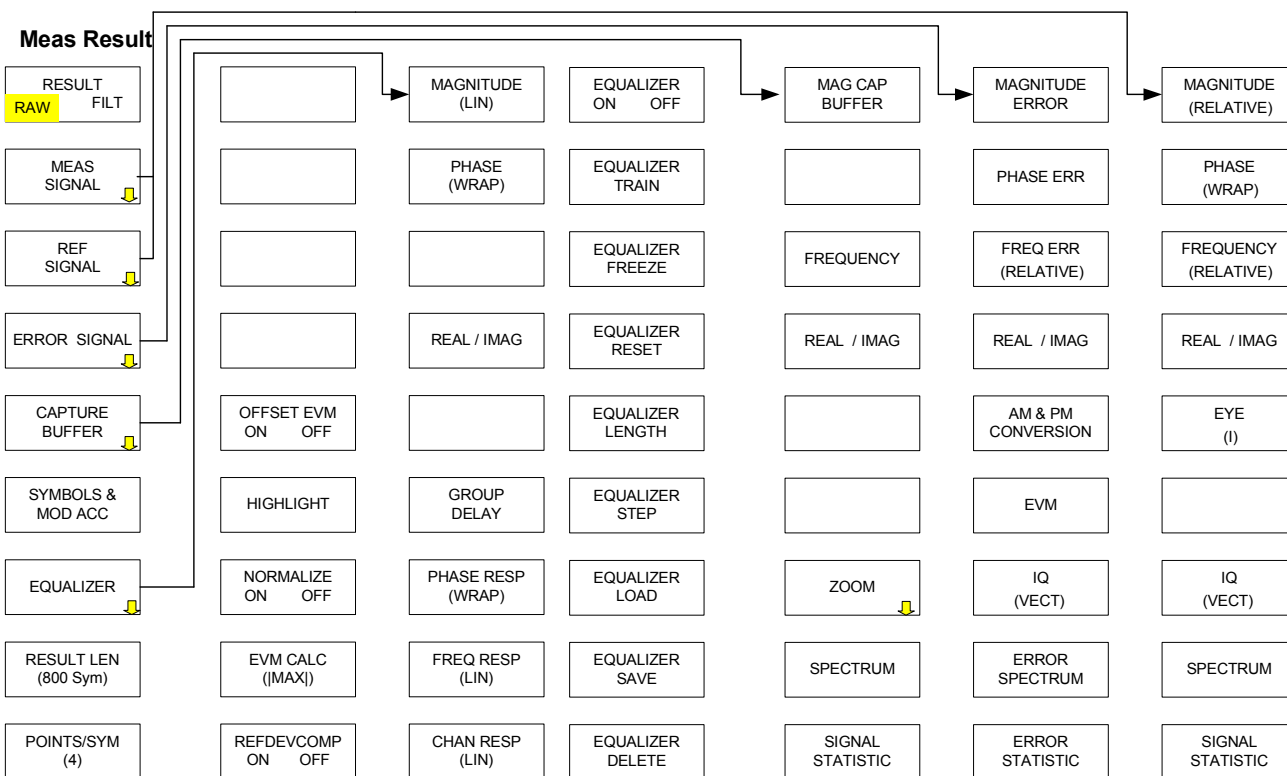 Meas Result
RESULT
RAW FILT
MEAS
SIGNAL
REF
SIGNAL
ERROR SIGNAL
CAPTURE
BUFFER
SYMBOLS &
MOD ACC
EQUALIZER
RESULT LEN
(800 Sym)
POINTS/SYM
(4)
OFFSET EVM
ON OFF
HIGHLIGHT
NORMALIZE
ON OFF
EVM CALC
(|MAX|)
REFDEVCOMP
ON OFF
MAGNITUDE
(LIN)
PHASE
(WRAP)
REAL / IMAG
GROUP
DELAY
PHASE RESP
(WRAP)
FREQ RESP
(LIN)
CHAN RESP
(LIN)
EQUALIZER
ON OFF
EQUALIZER
TRAIN
EQUALIZER
FREEZE
EQUALIZER
RESET
EQUALIZER
LENGTH
EQUALIZER
STEP
EQUALIZER
LOAD
EQUALIZER
SAVE
EQUALIZER
DELETE
MAG CAP
BUFFER
FREQUENCY
REAL / IMAG
ZOOM
SPECTRUM
SIGNAL
STATISTIC
MAGNITUDE
ERROR
PHASE ERR
FREQ ERR
(RELATIVE)
REAL / IMAG
AM & PM
CONVERSION
EVM
IQ
(VECT)
ERROR
SPECTRUM
ERROR
STATISTIC
MAGNITUDE
(RELATIVE)
PHASE
(WRAP)
FREQUENCY
(RELATIVE)
REAL / IMAG
EYE
(I)
IQ
(VECT)
SPECTRUM
SIGNAL
STATISTIC